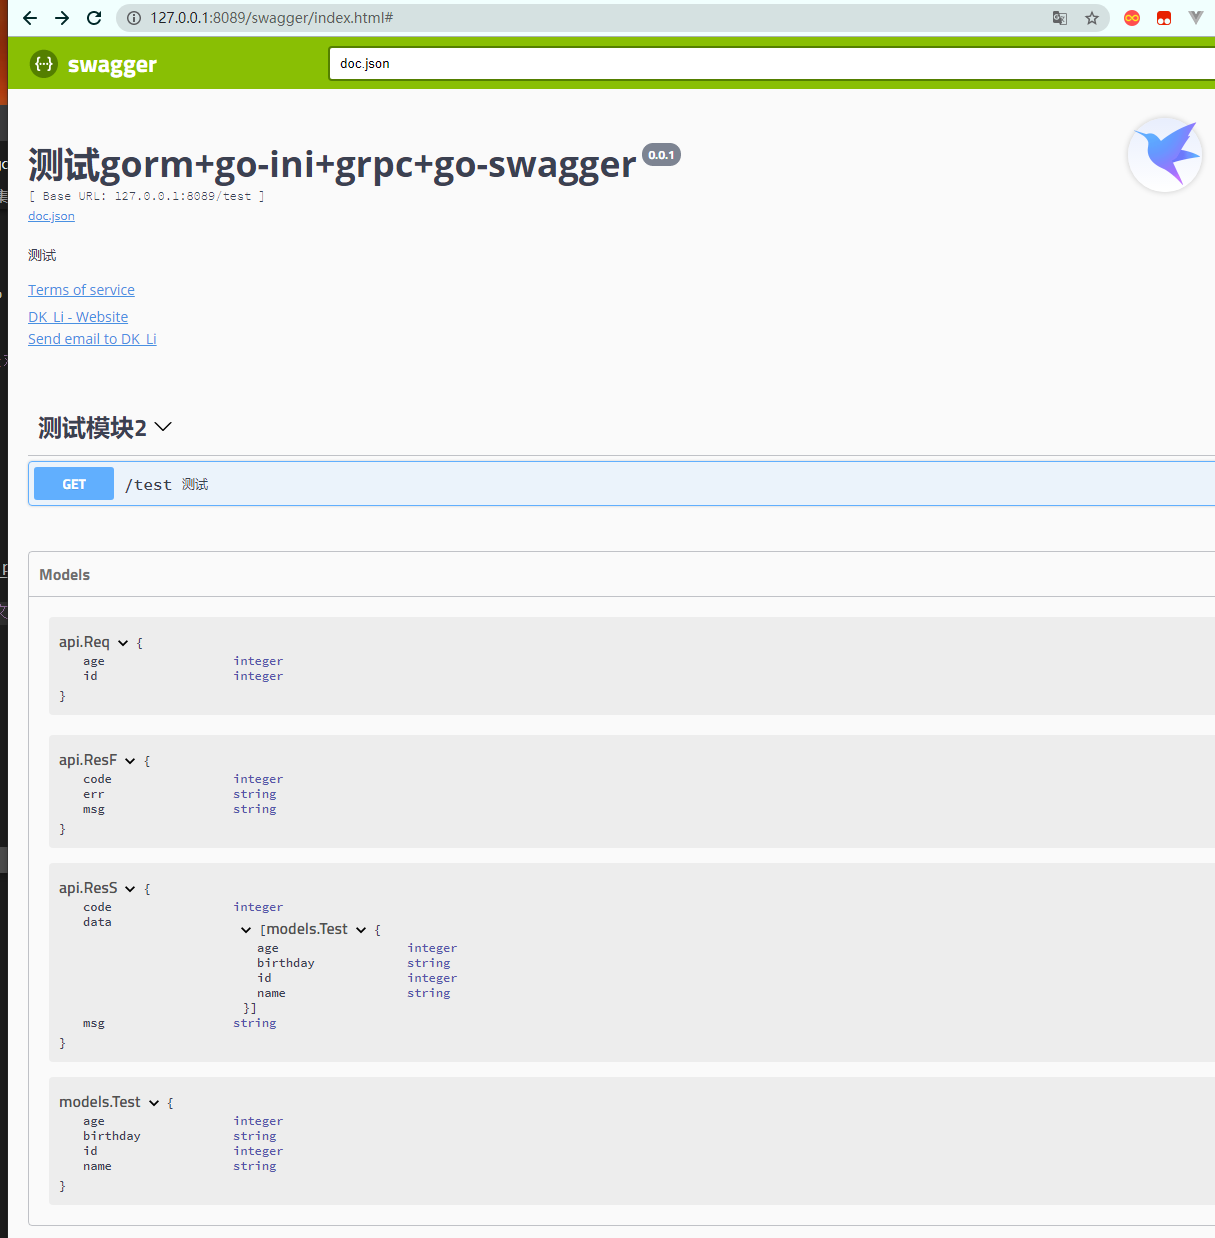 127.0.0.1:8089/swagger/index.html#
swagger
doc.json
测试gorm+go-ini+grpc+go-swagger 0.0.1
[ Base URL: 127.0.0.1:8089/test ]
doc.json
测试
Terms of service
DK_Li - Website
Send email to DK_Li
测试模块2
GET /test 测试
Models
api.Req {
age integer
id integer
}
api.ResF {
code integer
err string
msg string
}
api.ResS {
code integer
data
[models.Test {
age integer
birthday string
id integer
name string
}]
msg string
}
models.Test {
age integer
birthday string
id integer
name string
}